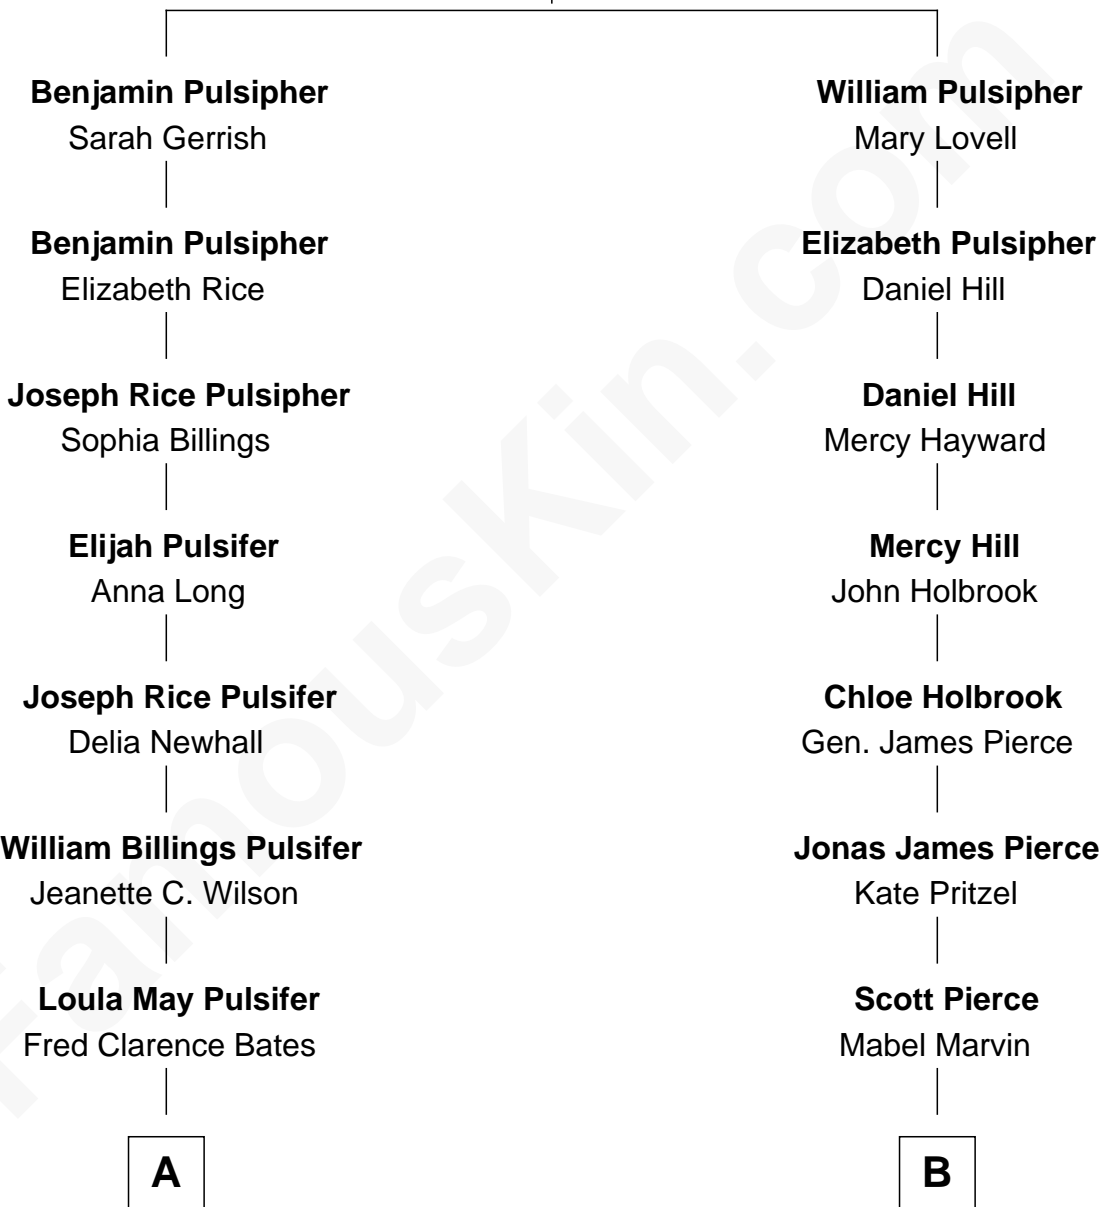 Benjamin Pulsipher
Sarah Gerrish
Benjamin Pulsipher
Elizabeth Rice
Joseph Rice Pulsipher
Sophia Billings
Elijah Pulsifer
Anna Long
Joseph Rice Pulsifer
Delia Newhall
William Billings Pulsifer
Jeanette C. Wilson
Loula May Pulsifer
Fred Clarence Bates
A
William Pulsipher
Mary Lovell
Elizabeth Pulsipher
Daniel Hill
Daniel Hill
Mercy Hayward
Mercy Hill
John Holbrook
Chloe Holbrook
Gen. James Pierce
Jonas James Pierce
Kate Pritzel
Scott Pierce
Mabel Marvin
B
FamousKin.com